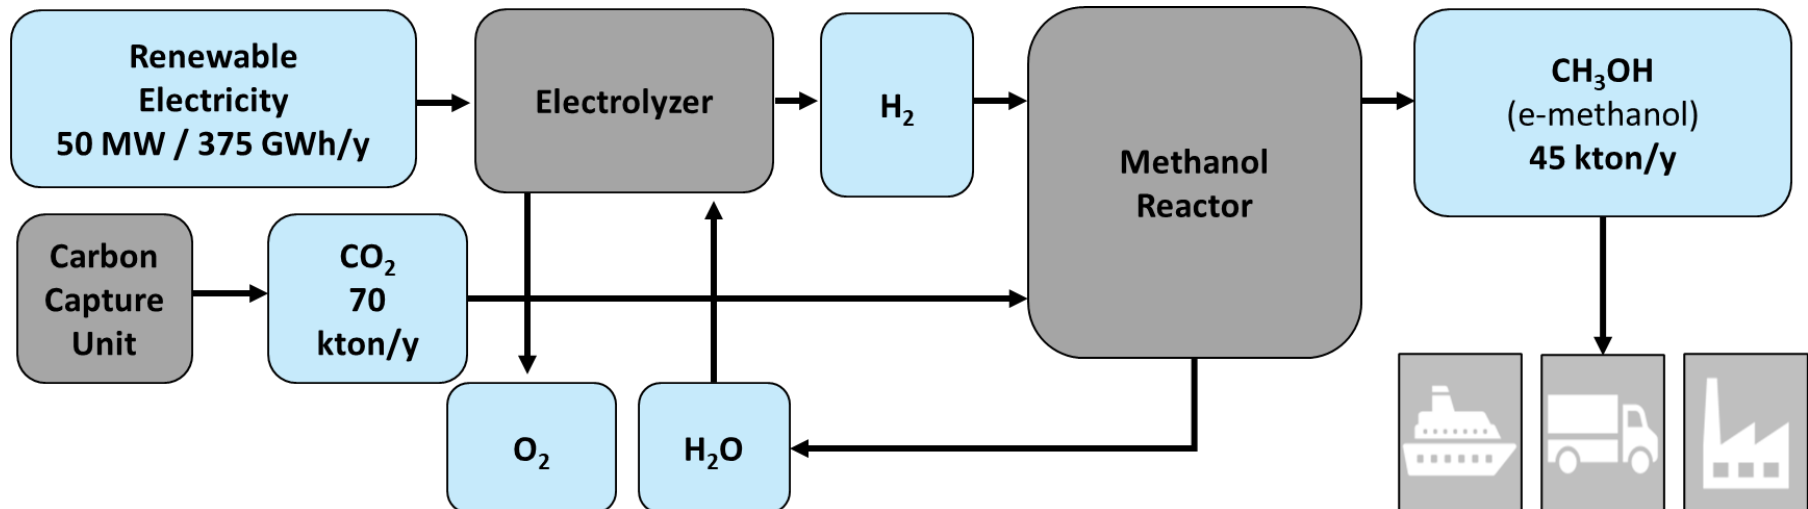 Renewable
Electricity
50 MW / 375 GWh/y
Electrolyzer
H₂
Methanol
Reactor
CH₃OH
(e-methanol)
45 kton/y
Carbon
Capture
Unit
CO₂
70
kton/y
O₂
H₂O